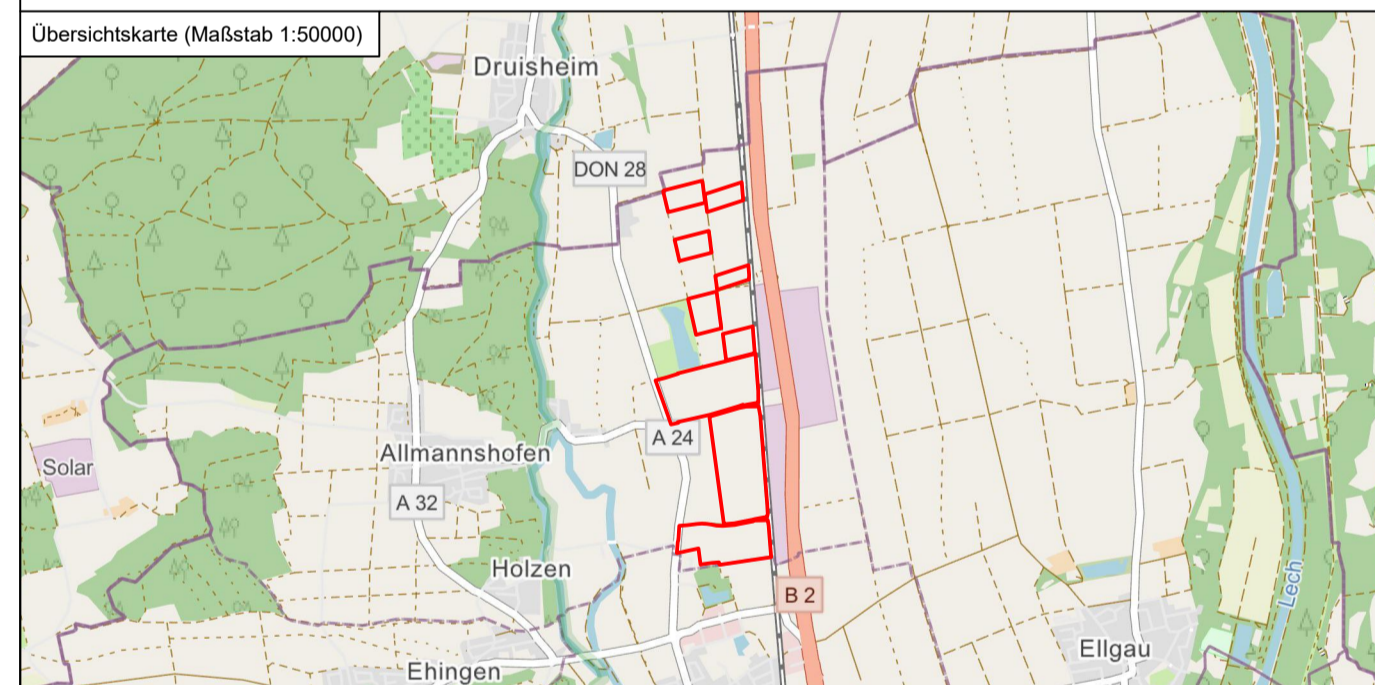 Übersichtskarte (Maßstab 1:50000)
Druisheim
DON 28
A 24
Solar
Allmannshofen
A 32
Holzen
B 2
Lech
Ellgau
Ehingen